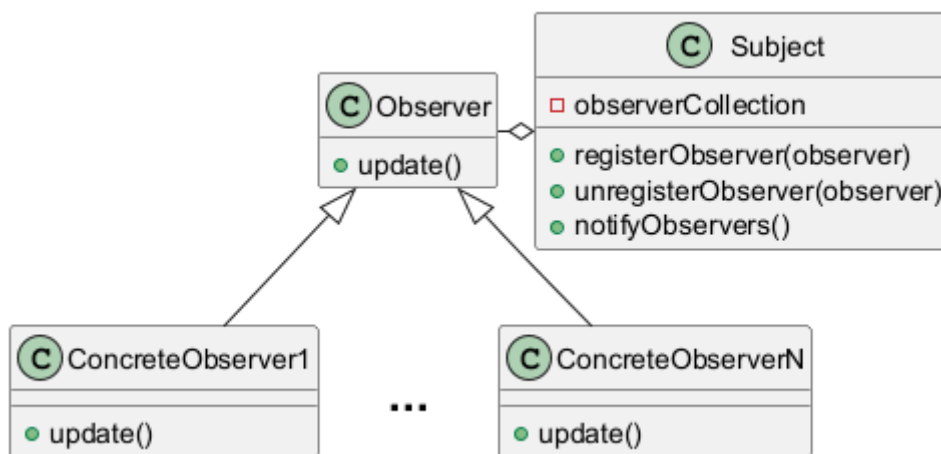 C Subject
observerCollection
registerObserver(observer)
unregisterObserver(observer)
notifyObservers()
C Observer
update()
C ConcreteObserver1
update()
...
C ConcreteObserverN
update()